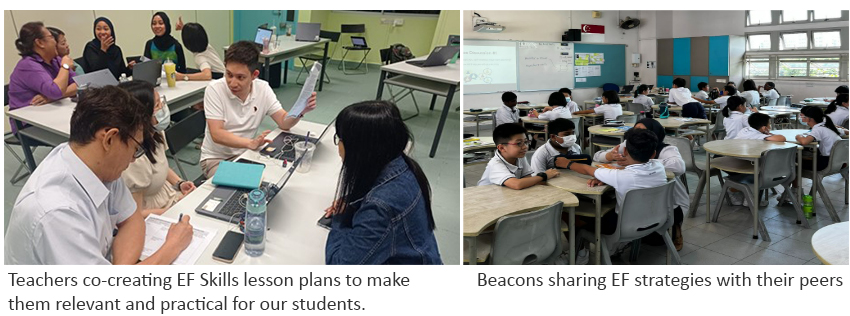 Teachers co-creating EF Skills lesson plans to make
them relevant and practical for our students.
Beacons sharing EF strategies with their peers